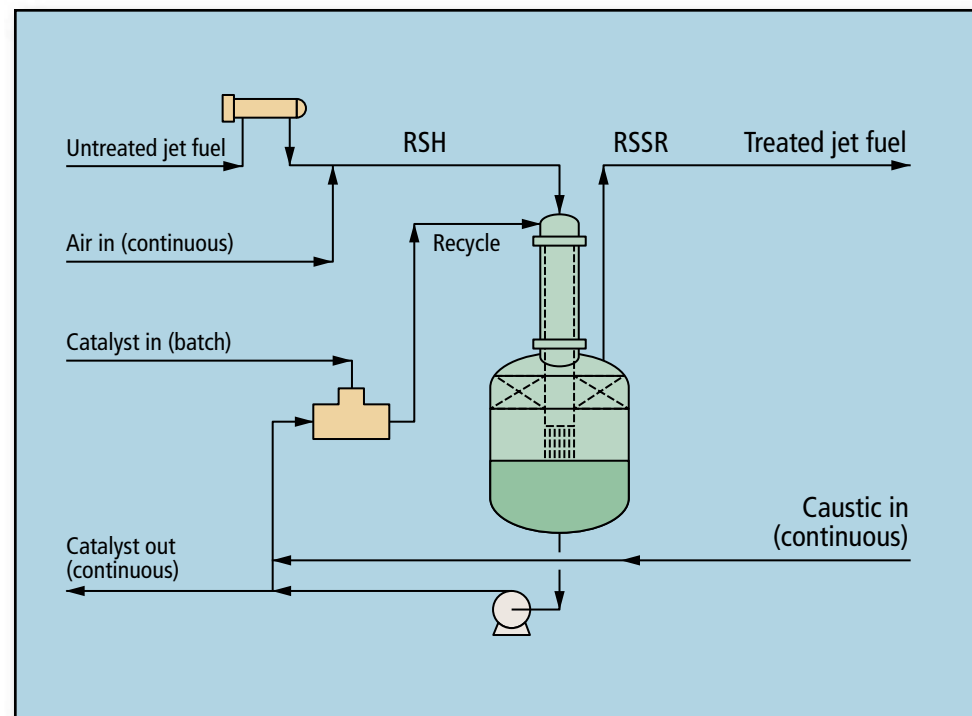 Untreated jet fuel
RSH
RSSR
Treated jet fuel
Air in (continuous)
Recycle
Catalyst in (batch)
Caustic in
(continuous)
Catalyst out
(continuous)